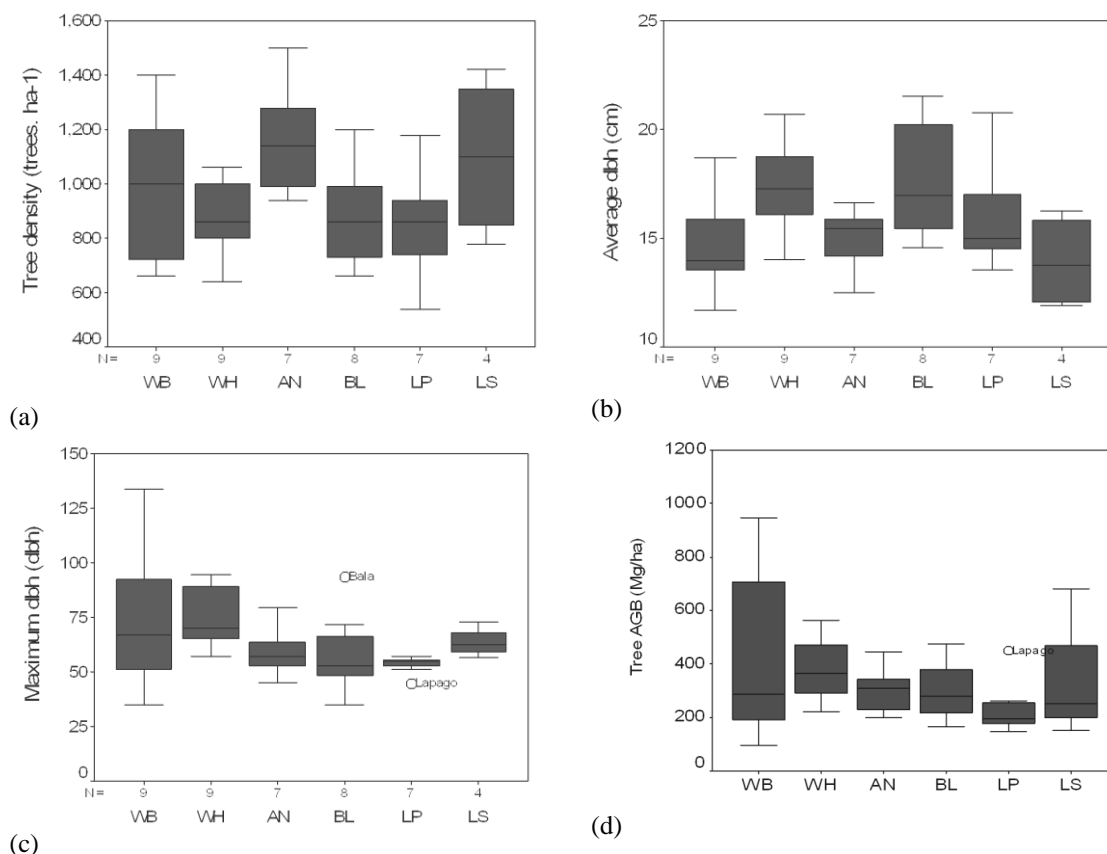 Tree density (trees. ha-1)
1.600
1.400
1.200
1.000
800
600
400
N= 9 9 7 8 7 4
WB WH AN BL LP LS
(a)
Average dbh (cm)
25
20
15
10
N= 9 9 7 8 7 4
WB WH AN BL LP LS
(b)
Maximum dbh (dbh)
150
125
100
75
50
25
0
Bala
Lapago
N= 9 9 7 8 7 4
WB WH AN BL LP LS
(c)
Tree AGB (Mg/ha)
1200
1000
800
600
400
200
0
Lapago
WB WH AN BL LP LS
(d)